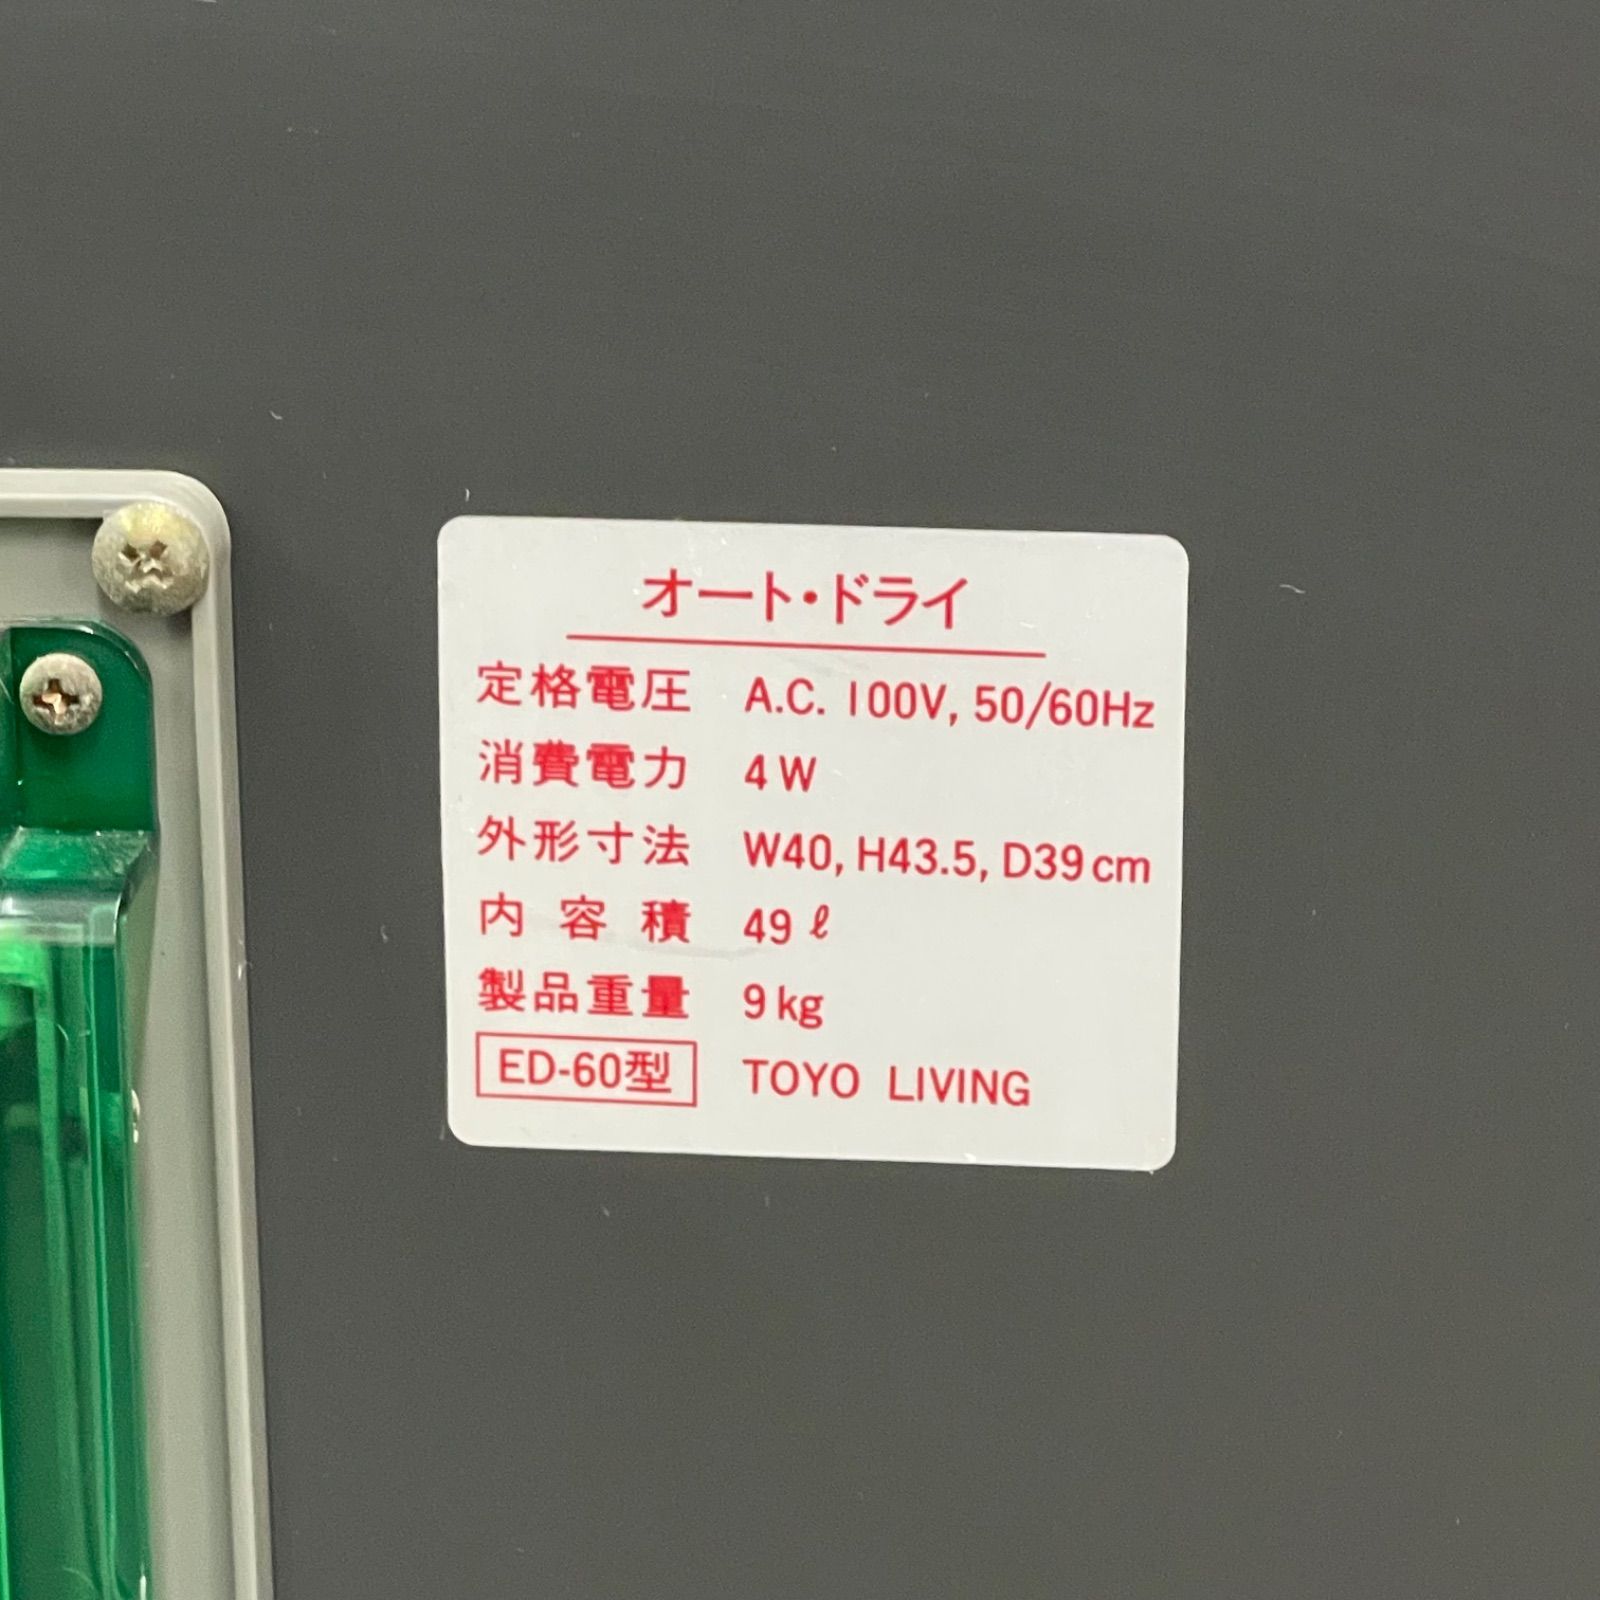 オート・ドライ
定格電圧 A.C. 100V, 50/60Hz
消費電力 4W
外形寸法 W40, H43.5, D39cm
内容積 49ℓ
製品重量 9kg
ED-60型 TOYO LIVING